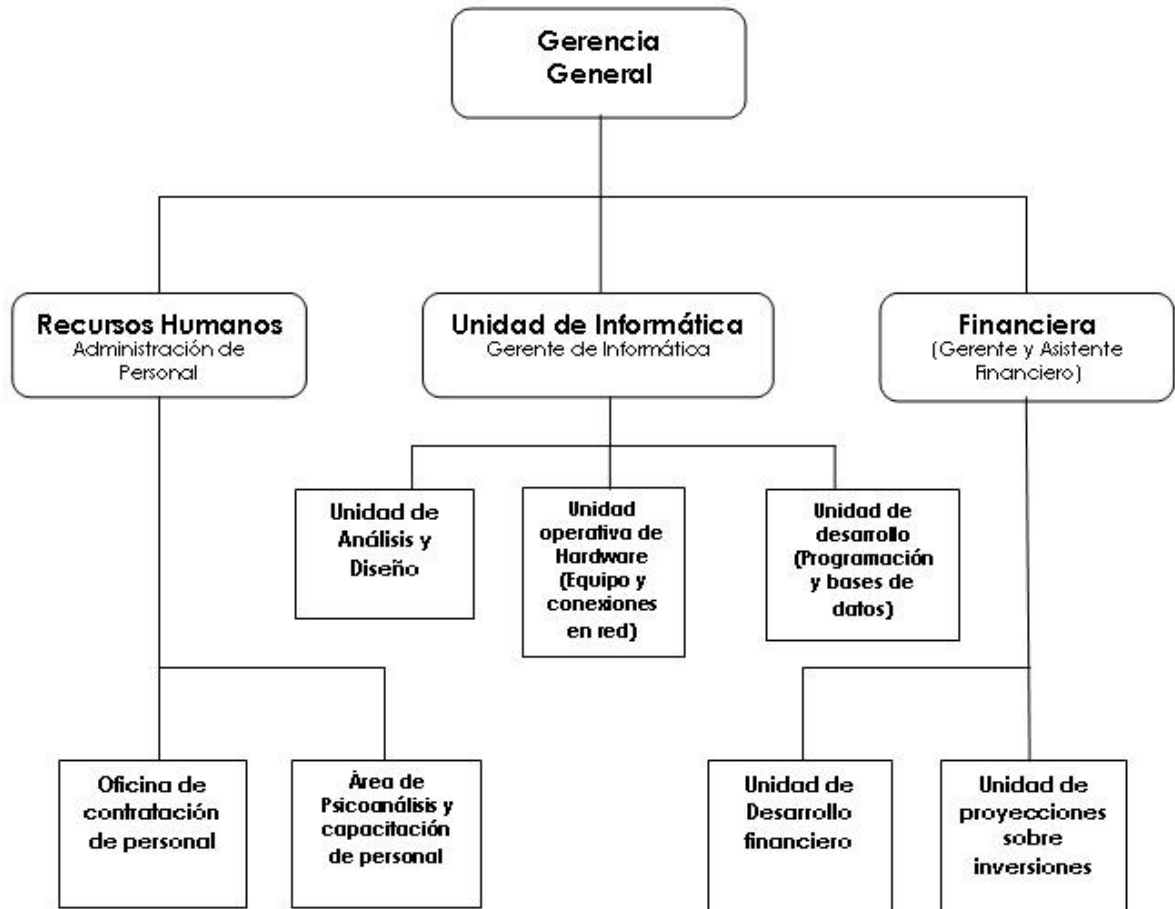 Gerencia
General
Recursos Humanos
Administración de
Personal
Unidad de Informática
Gerente de Informática
Financiera
(Gerente y Asistente
Financiero)
Unidad de
Análisis y
Diseño
Unidad
operativa de
Hardware
(Equipo y
conexiones
en red)
Unidad de
desarrollo
(Programación
y bases de
datos)
Oficina de
contratación
de personal
Área de
Psicoanálisis y
capacitación
de personal
Unidad de
Desarrollo
financiero
Unidad de
proyecciones
sobre
inversiones